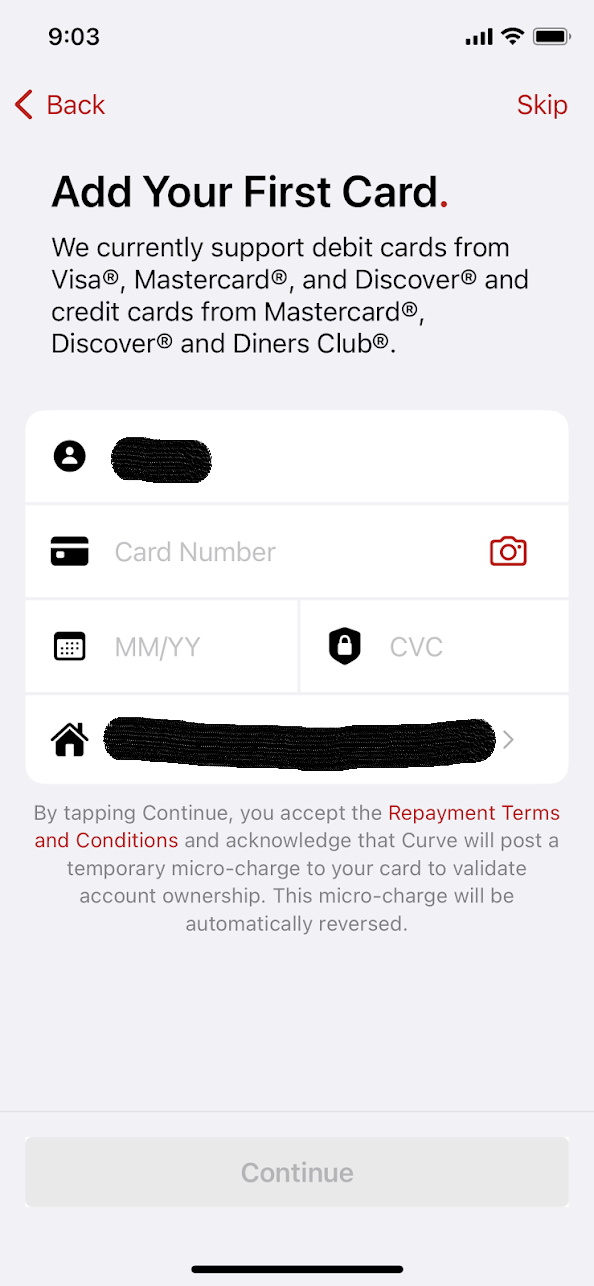 9:03
Back
Skip
Add Your First Card.
We currently support debit cards from
Visa®, Mastercard®, and Discover® and
credit cards from Mastercard®,
Discover® and Diners Club®.
Card Number
MM/YY
CVC
By tapping Continue, you accept the Repayment Terms
and Conditions and acknowledge that Curve will post a
temporary micro-charge to your card to validate
account ownership. This micro-charge will be
automatically reversed.
Continue